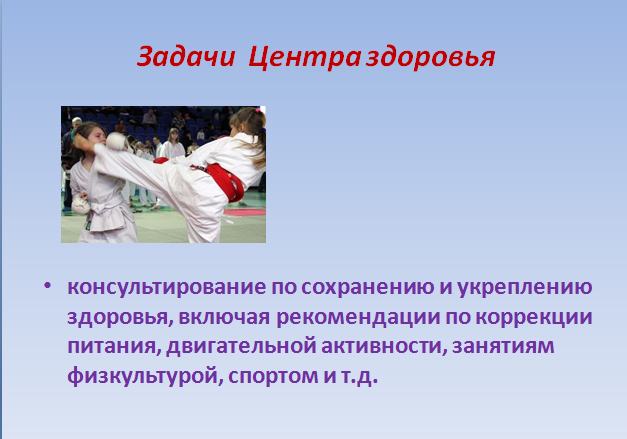 Задачи Центра здоровья
• консультирование по сохранению и укреплению
здоровья, включая рекомендации по коррекции
питания, двигательной активности, занятиям
физкультурой, спортом и т.д.